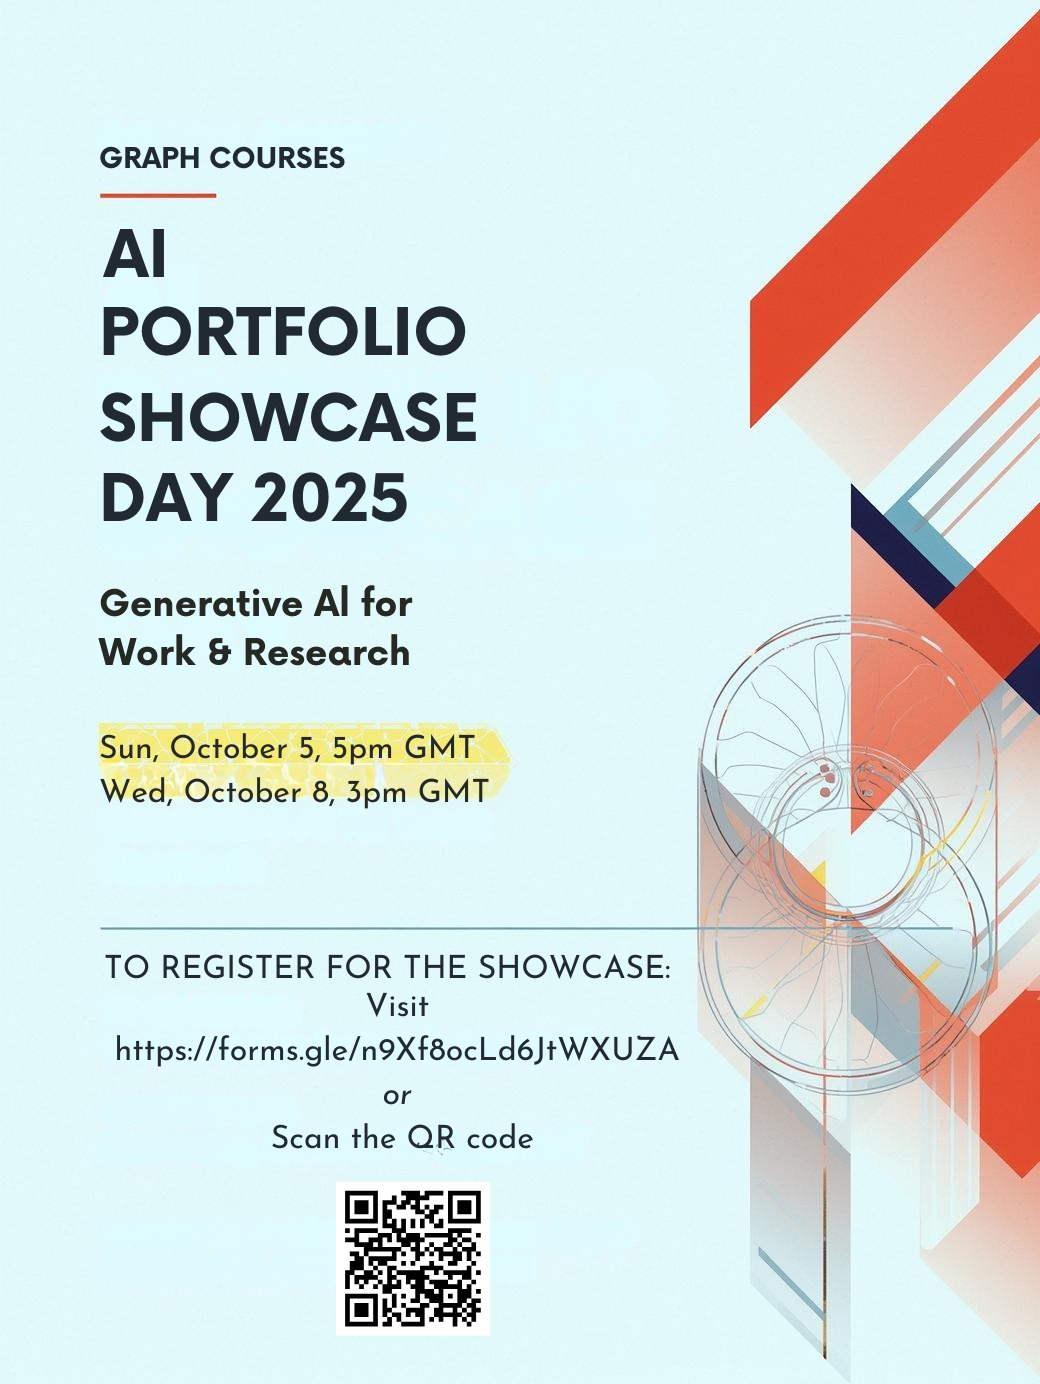 GRAPH COURSES
AI
PORTFOLIO
SHOWCASE
DAY 2025
Generative AI for
Work & Research
Sun, October 5, 5pm GMT
Wed, October 8, 3pm GMT
TO REGISTER FOR THE SHOWCASE:
Visit
https://forms.gle/n9Xf8ocLd6JtWXUZA
or
Scan the QR code